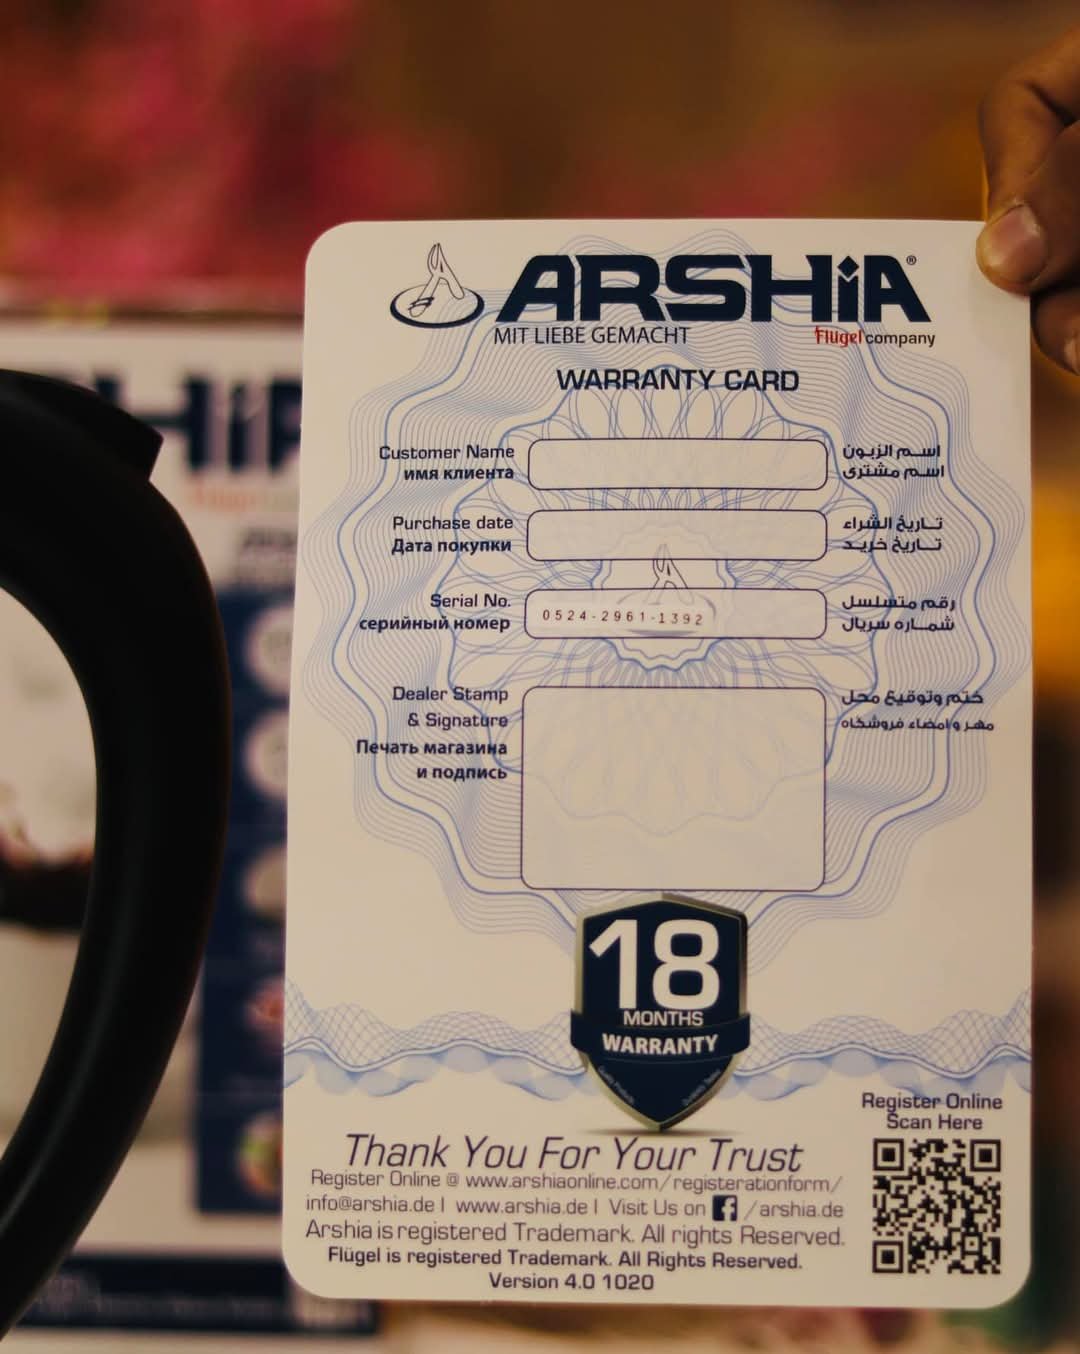 ARSHiA®
MIT LIEBE GEMACHT
Flügel company
WARRANTY CARD
Customer Name
имя клиента
اسم الزبون
اسم مشتری
Purchase date
Дата покупки
تاريخ الشراء
تاریخ خرید
Serial No.
серийный номер
0524-2961-1392
رقم متسلسل
شماره سریال
Dealer Stamp
& Signature
Печать магазина
и подпись
ختم وتوقيع محل
مهر و امضاء فروشگاه
18
MONTHS
WARRANTY
Register Online
Scan Here
Thank You For Your Trust
Register Online @ www.arshiaonline.com/registerationform/
info@arshia.de | www.arshia.de | Visit Us on /arshia.de
Arshia is registered Trademark. All rights Reserved.
Flügel is registered Trademark. All Rights Reserved.
Version 4.0 1020